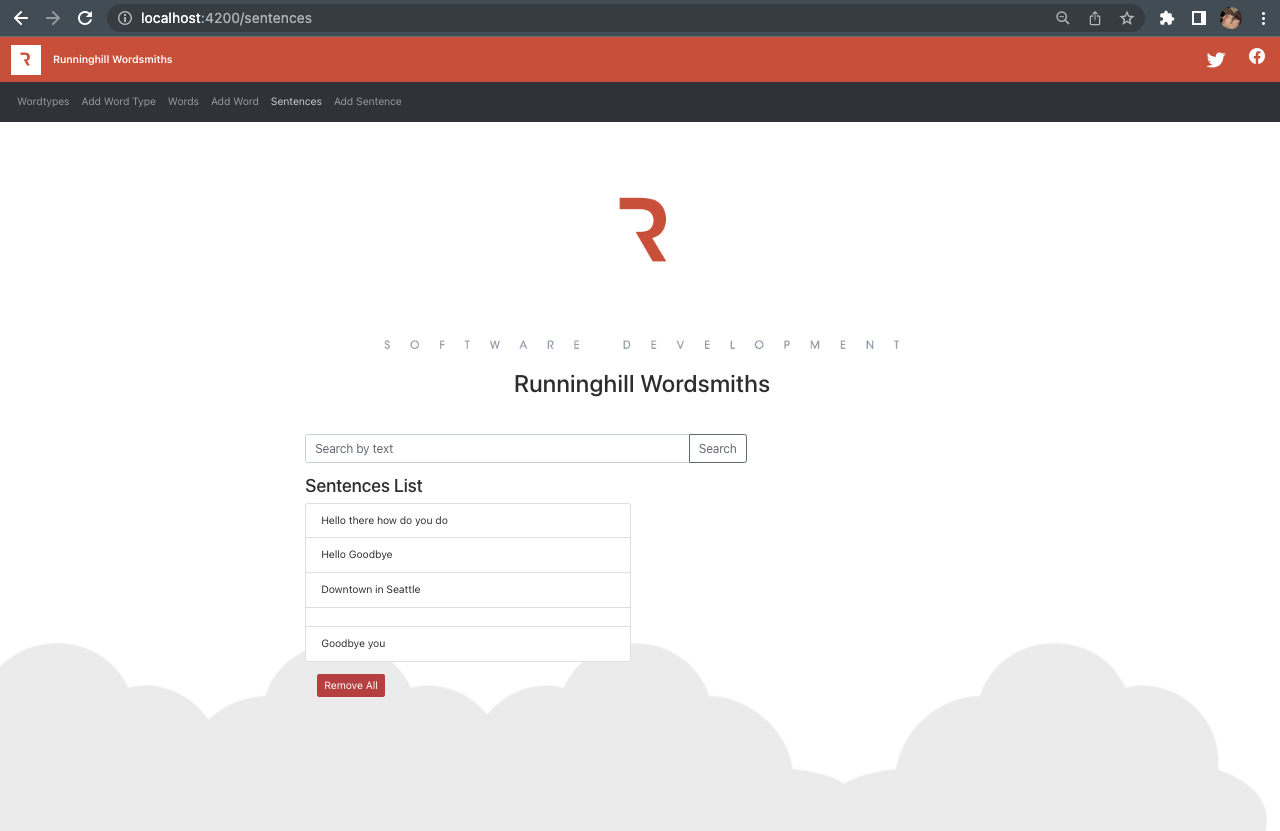 localhost:4200/sentences
Runninghill Wordsmiths
Wordtypes Add Word Type Words Add Word Sentences Add Sentence
SOFTWARE DEVELOPMENT
Runninghill Wordsmiths
Search by text Search
Sentences List
Hello there how do you do
Hello Goodbye
Downtown in Seattle
Goodbye you
Remove All